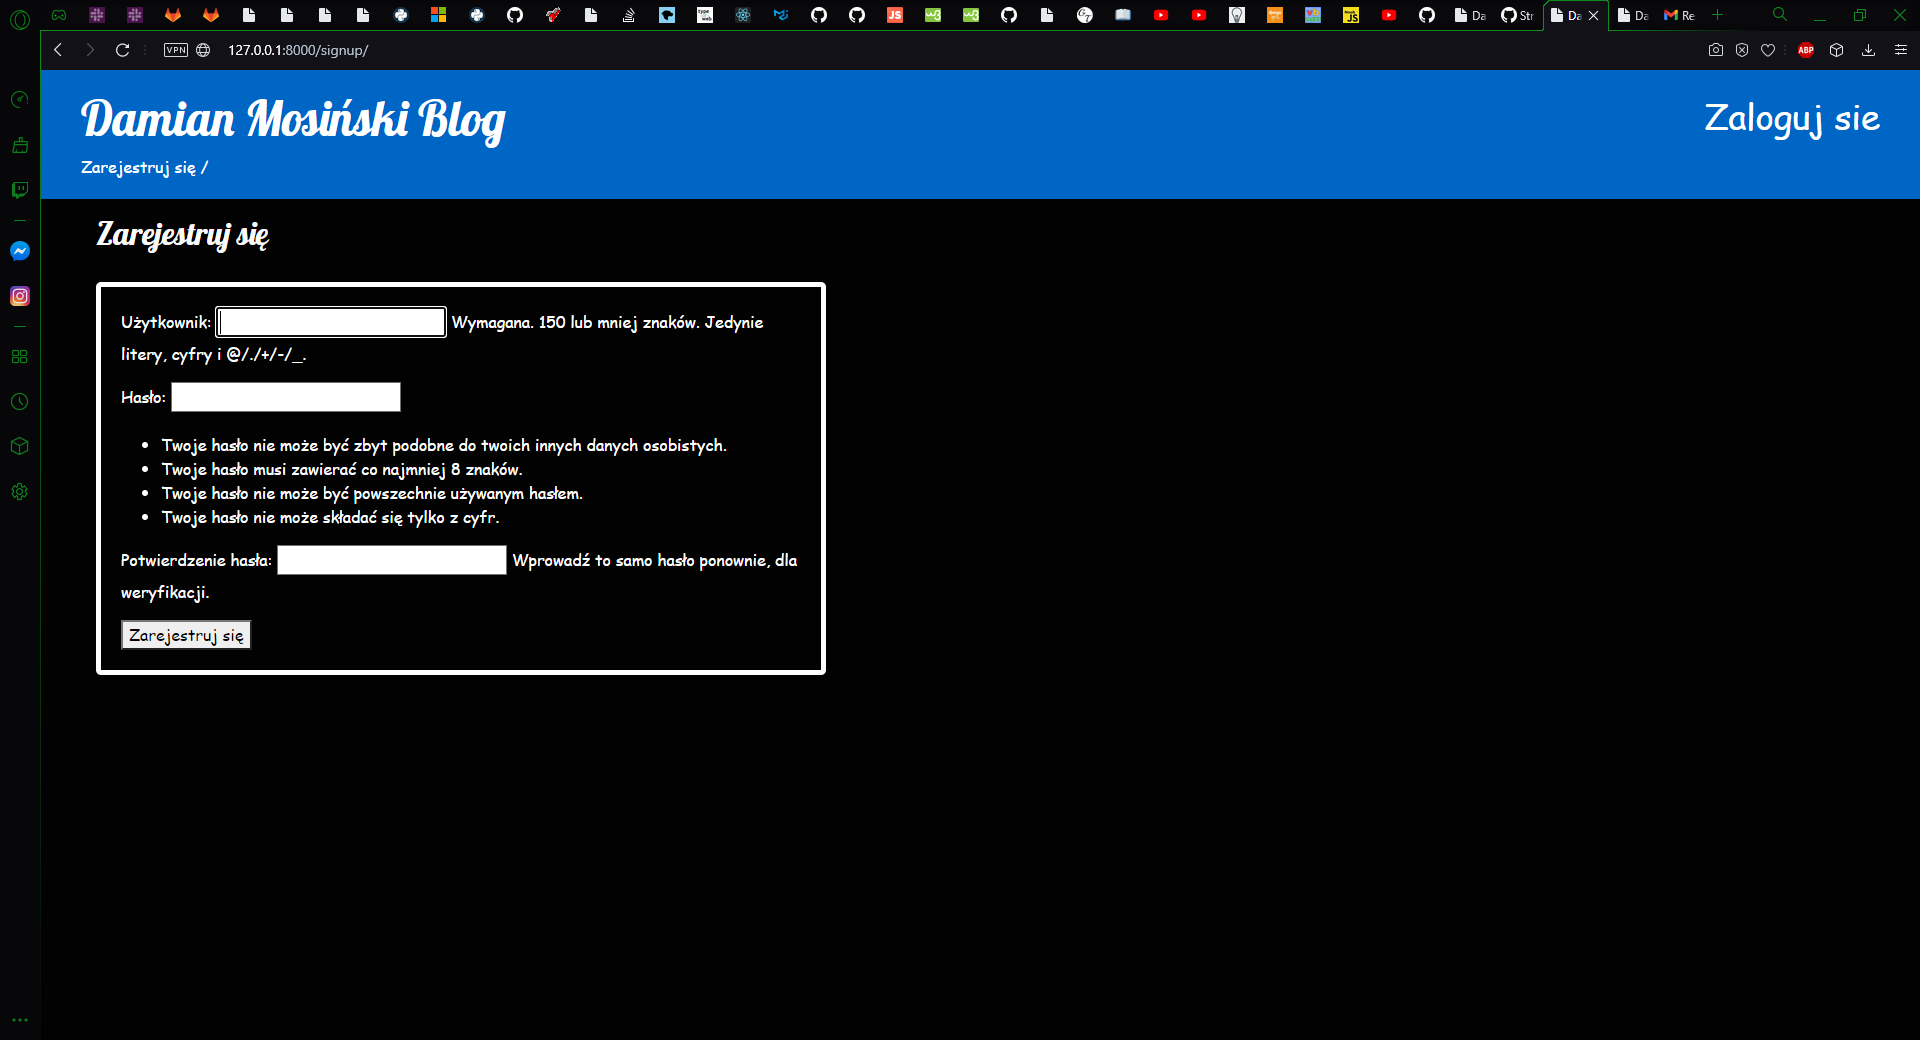 Da
Str
Da
Da
Re
VPN
127.0.0.1:8000/signup/
ABP
Damian Mosiński Blog
Zaloguj sie
Zarejestruj się /
Zarejestruj się
Użytkownik: Wymagana. 150 lub mniej znaków. Jedynie
litery, cyfry i @/./+/-/_.
Hasło:
Twoje hasło nie może być zbyt podobne do twoich innych danych osobistych.
Twoje hasło musi zawierać co najmniej 8 znaków.
Twoje hasło nie może być powszechnie używanym hasłem.
Twoje hasło nie może składać się tylko z cyfr.
Potwierdzenie hasła: Wprowadź to samo hasło ponownie, dla
weryfikacji.
Zarejestruj się